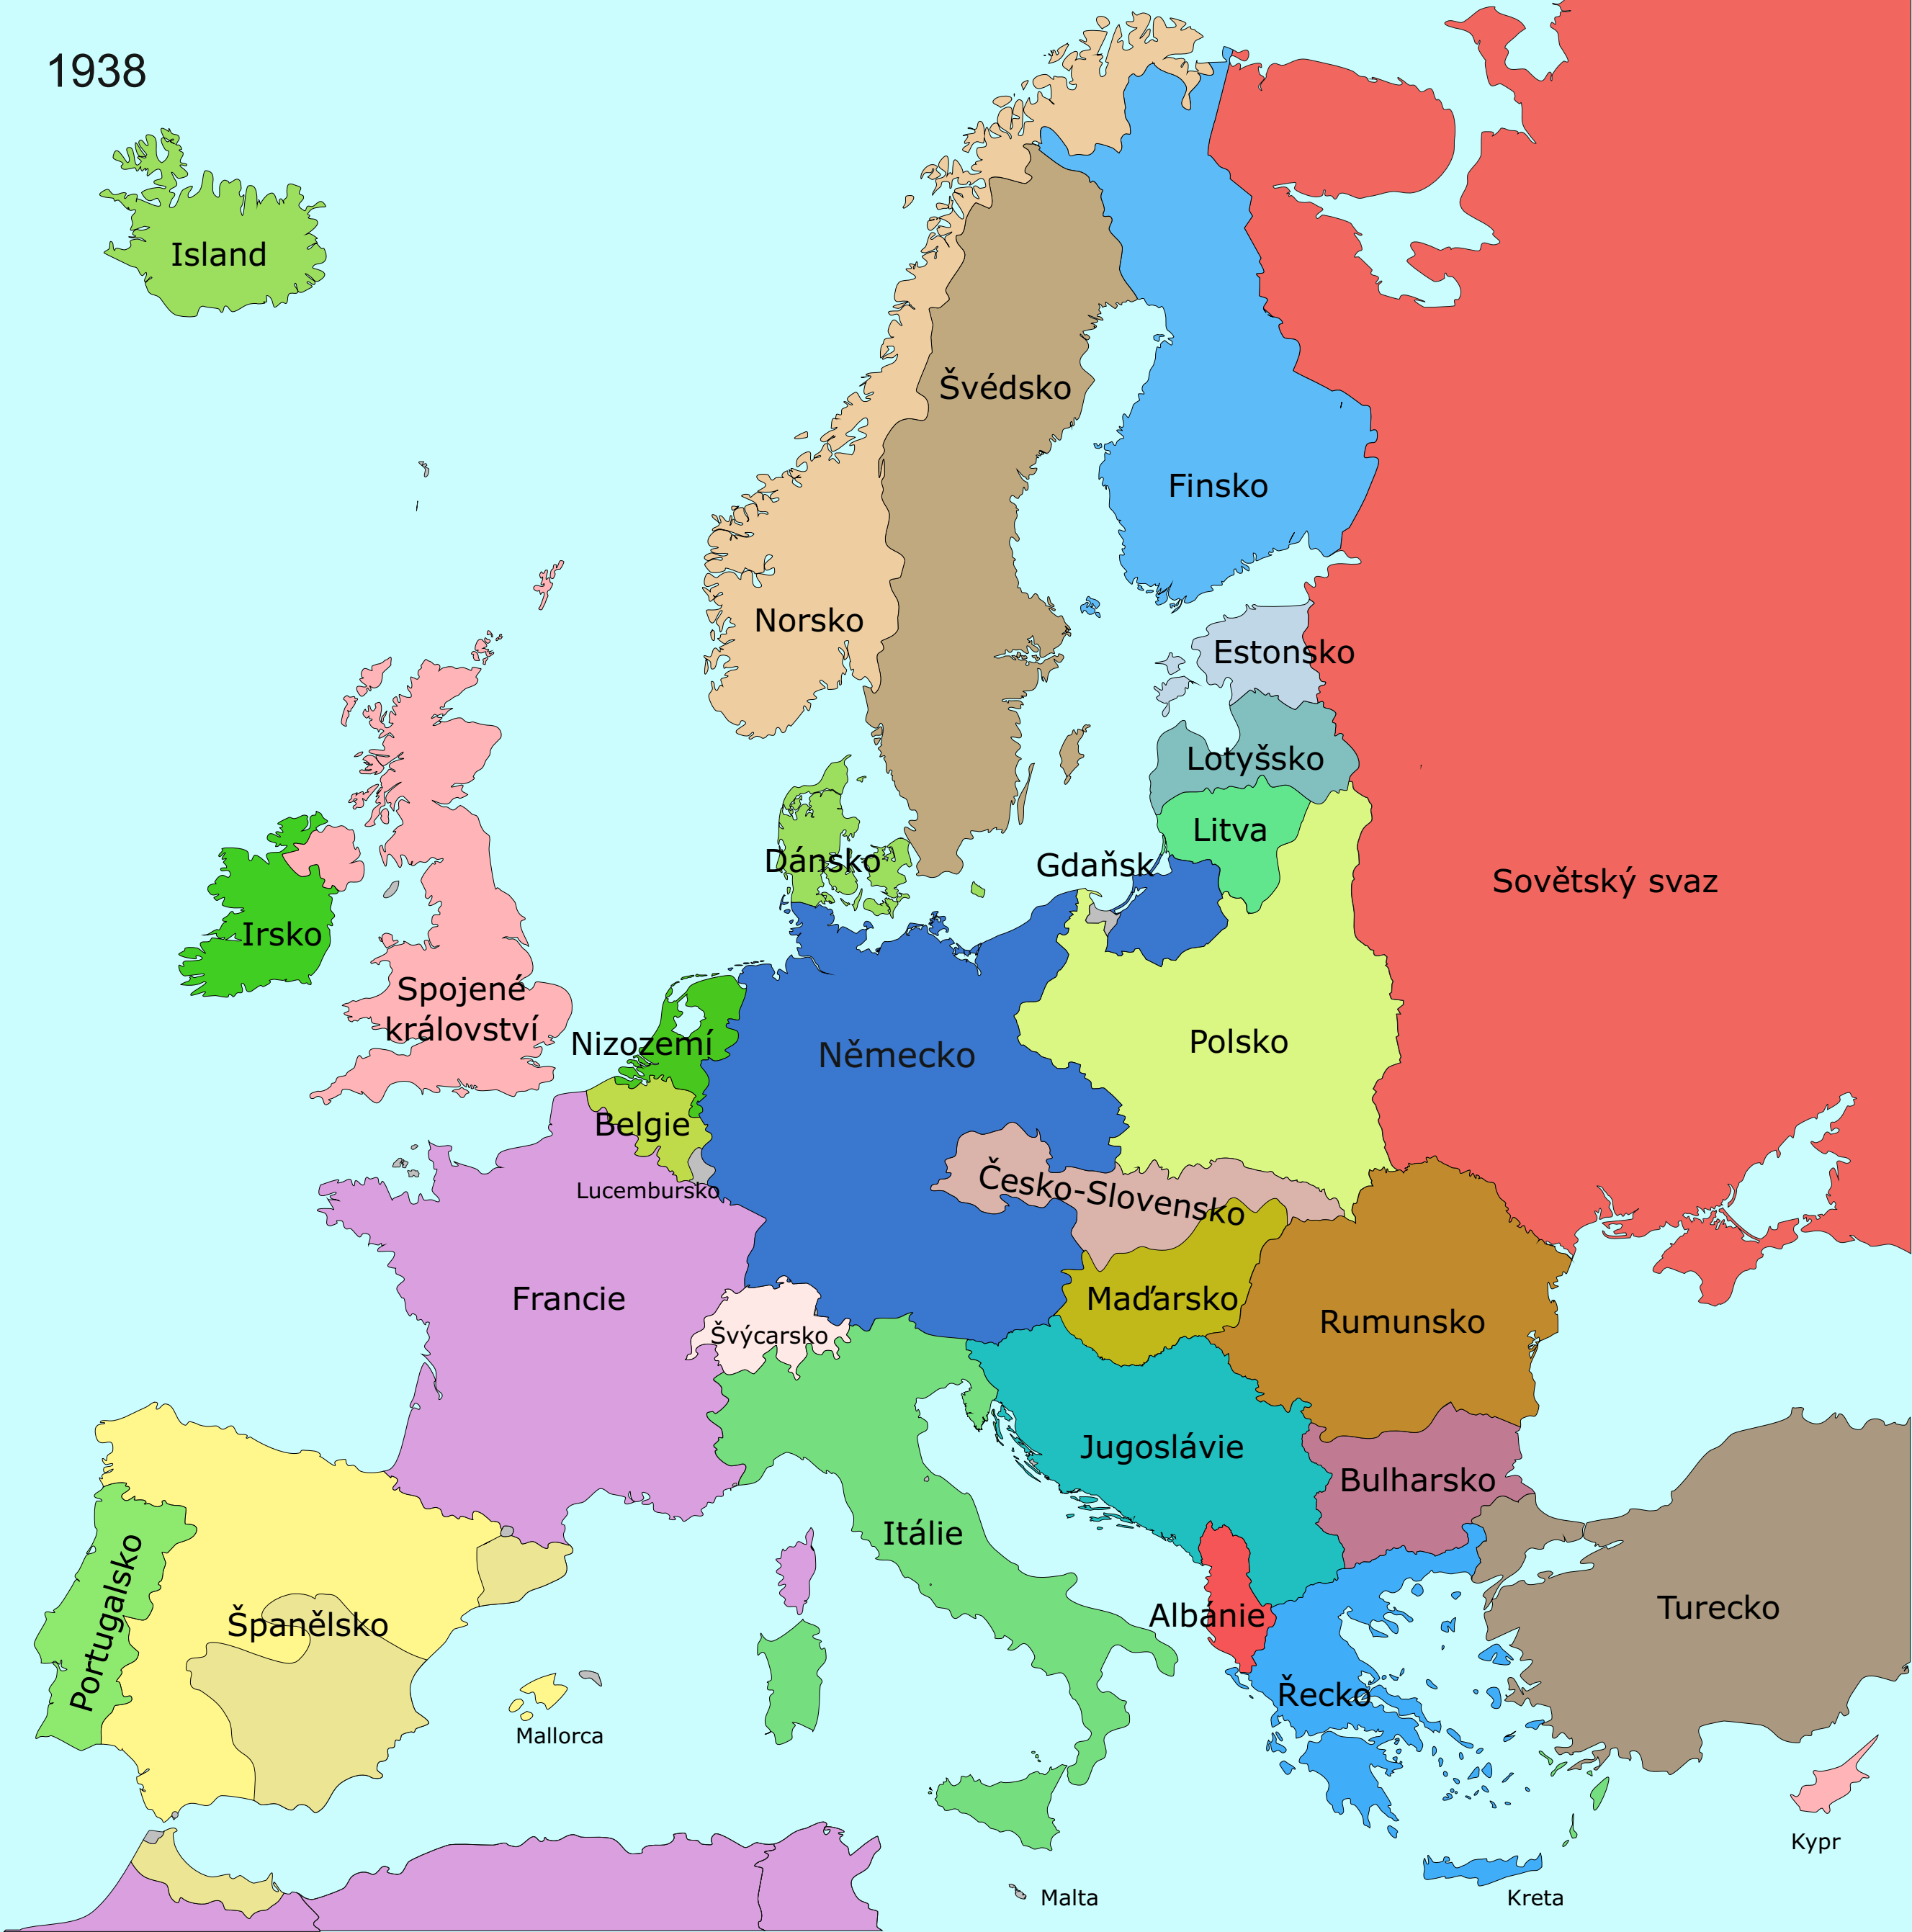 1938
Island
Švédsko
Finsko
Norsko
Estonsko
Lotyšsko
Litva
Dánsko
Gdaňsk
Sovětský svaz
Irsko
Spojené
království
Nizozemí
Německo
Polsko
Belgie
Lucembursko
Česko-Slovensko
Francie
Švýcarsko
Maďarsko
Rumunsko
Jugoslávie
Bulharsko
Itálie
Portugalsko
Španělsko
Albánie
Turecko
Řecko
Mallorca
Kypr
Malta
Kreta